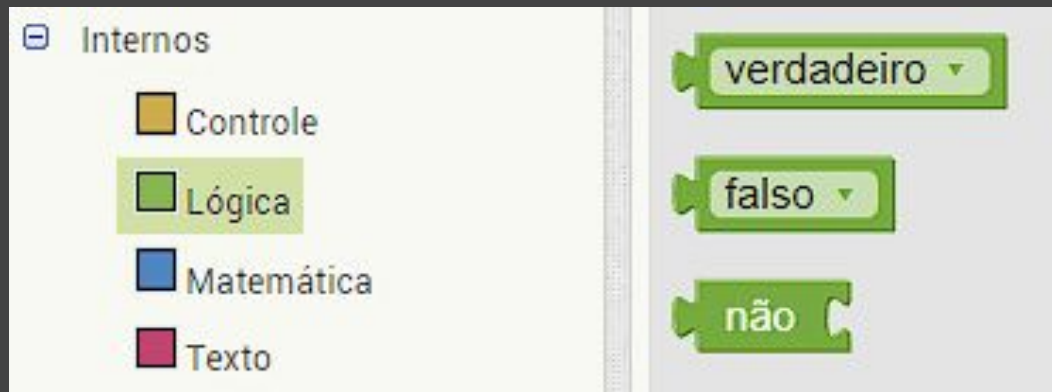 Internos
Controle
Lógica
Matemática
Texto
verdadeiro
falso
não